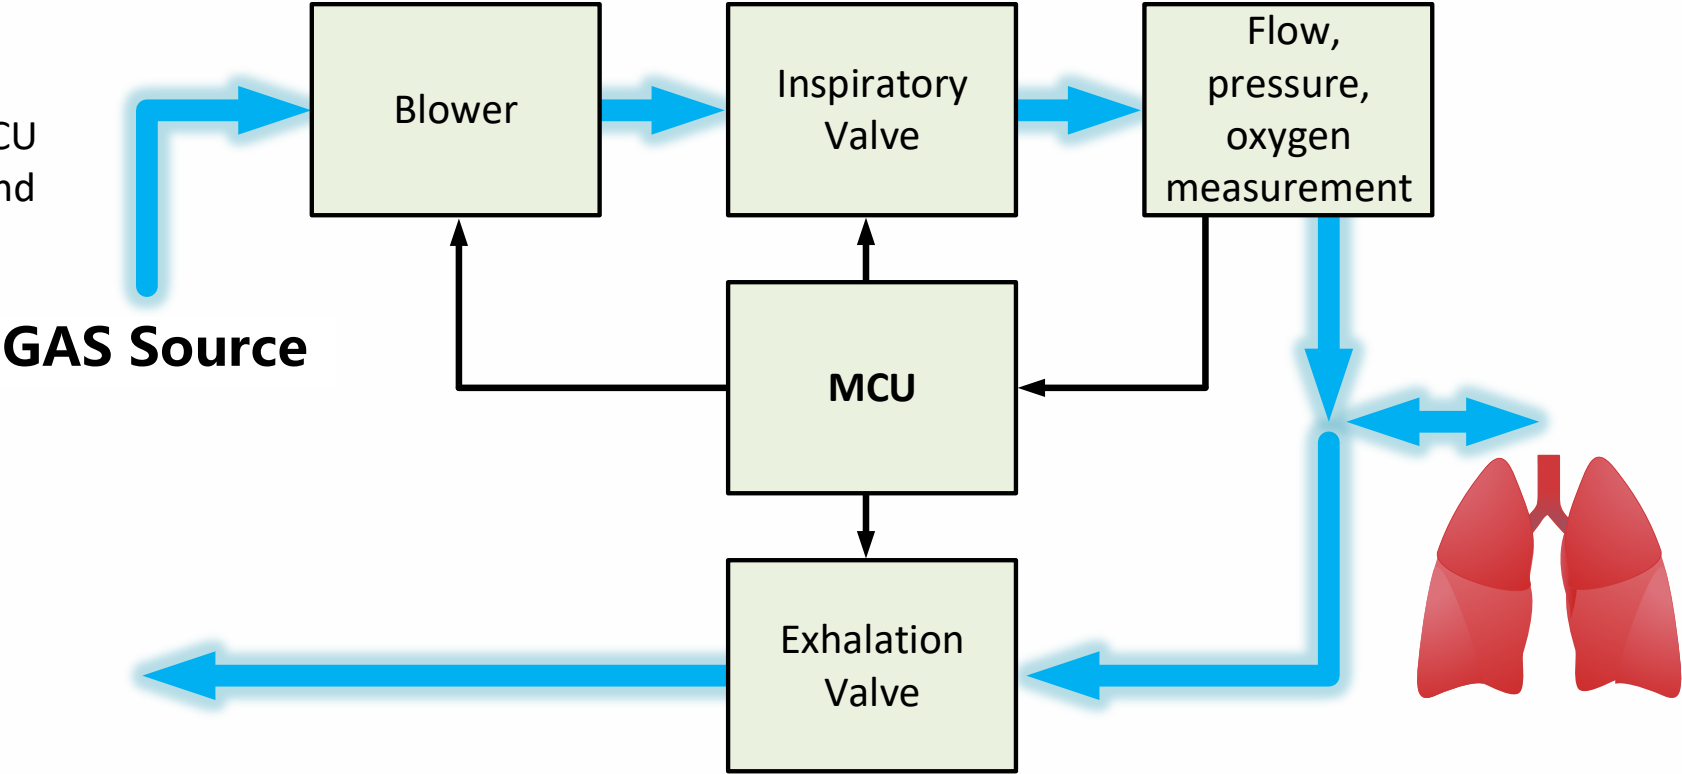 Blower
Inspiratory
Valve
Flow,
pressure,
oxygen
measurement
CU
nd
GAS Source
MCU
Exhalation
Valve